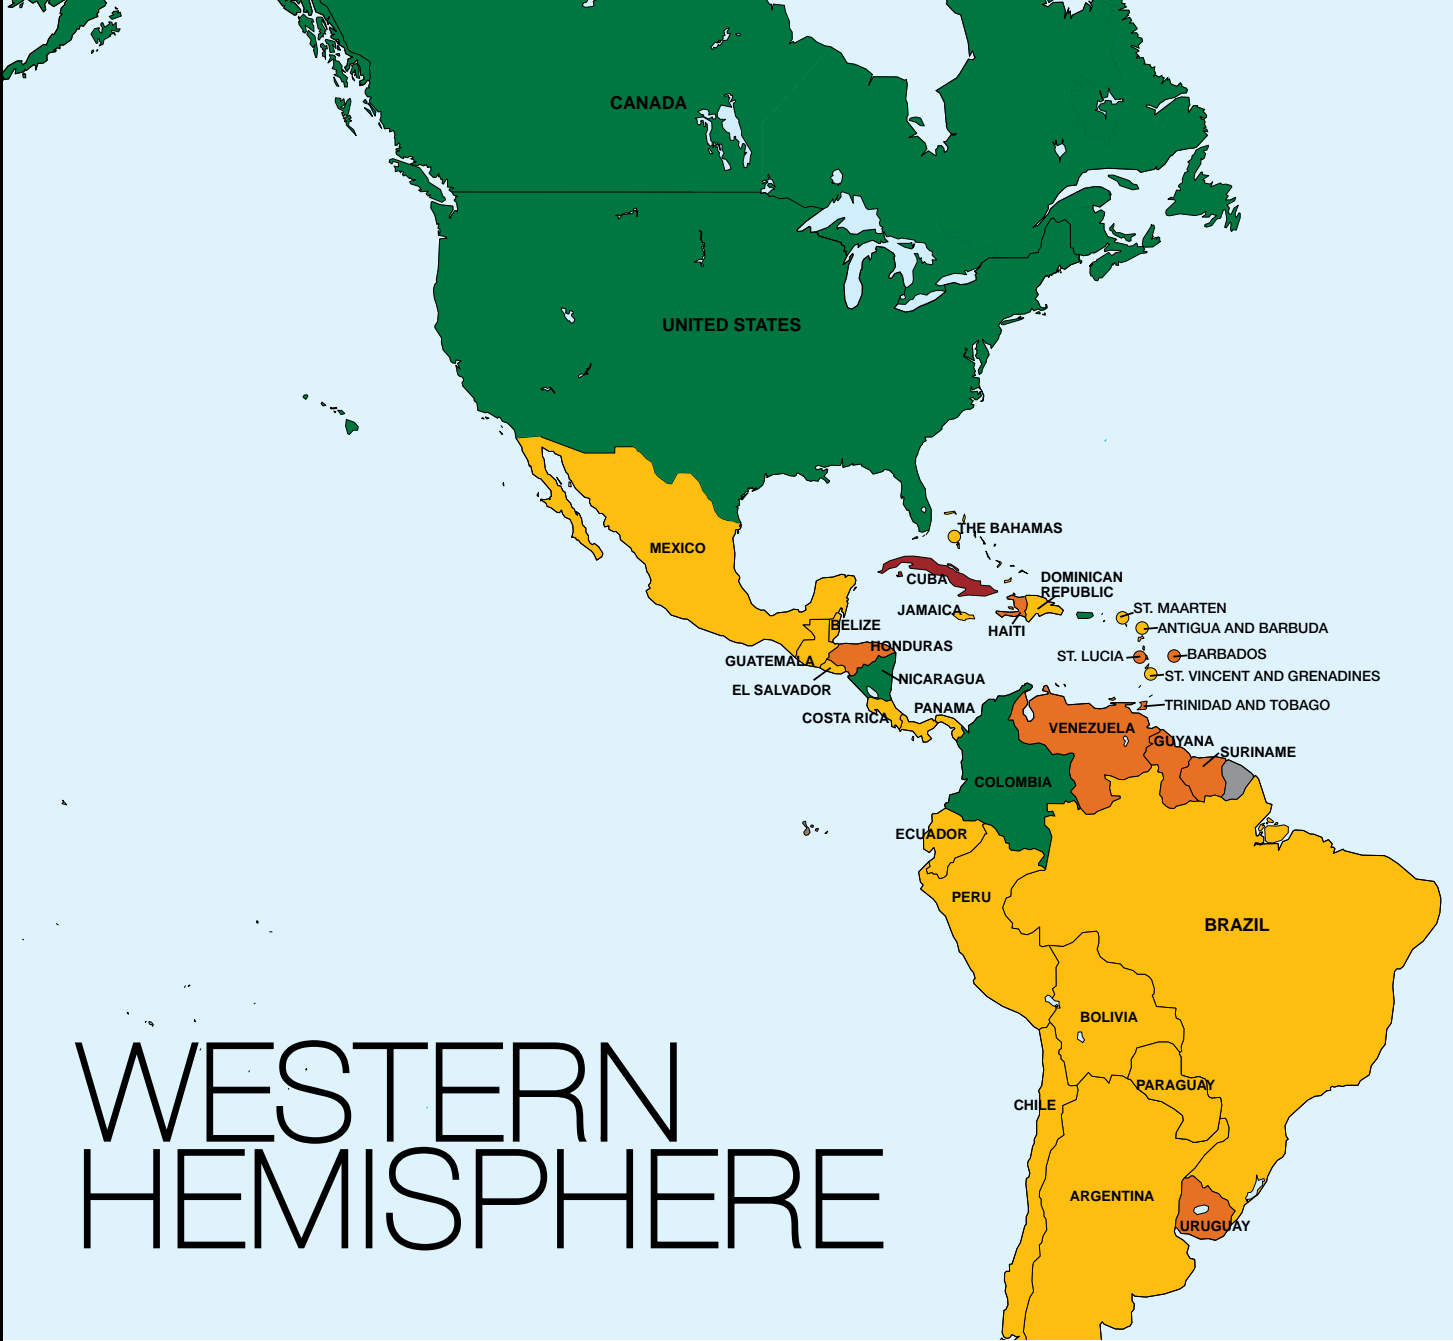 CANADA
UNITED STATES
MEXICO
THE BAHAMAS
CUBA
DOMINICAN
REPUBLIC
JAMAICA
HAITI
ST. MAARTEN
ANTIGUA AND BARBUDA
BELIZE
HONDURAS
ST. LUCIA
BARBADOS
GUATEMALA
ST. VINCENT AND GRENADINES
NICARAGUA
EL SALVADOR
TRINIDAD AND TOBAGO
PANAMA
COSTA RICA
VENEZUELA
GUYANA
SURINAME
COLOMBIA
ECUADOR
PERU
BRAZIL
BOLIVIA
PARAGUAY
CHILE
ARGENTINA
URUGUAY
WESTERN
HEMISPHERE